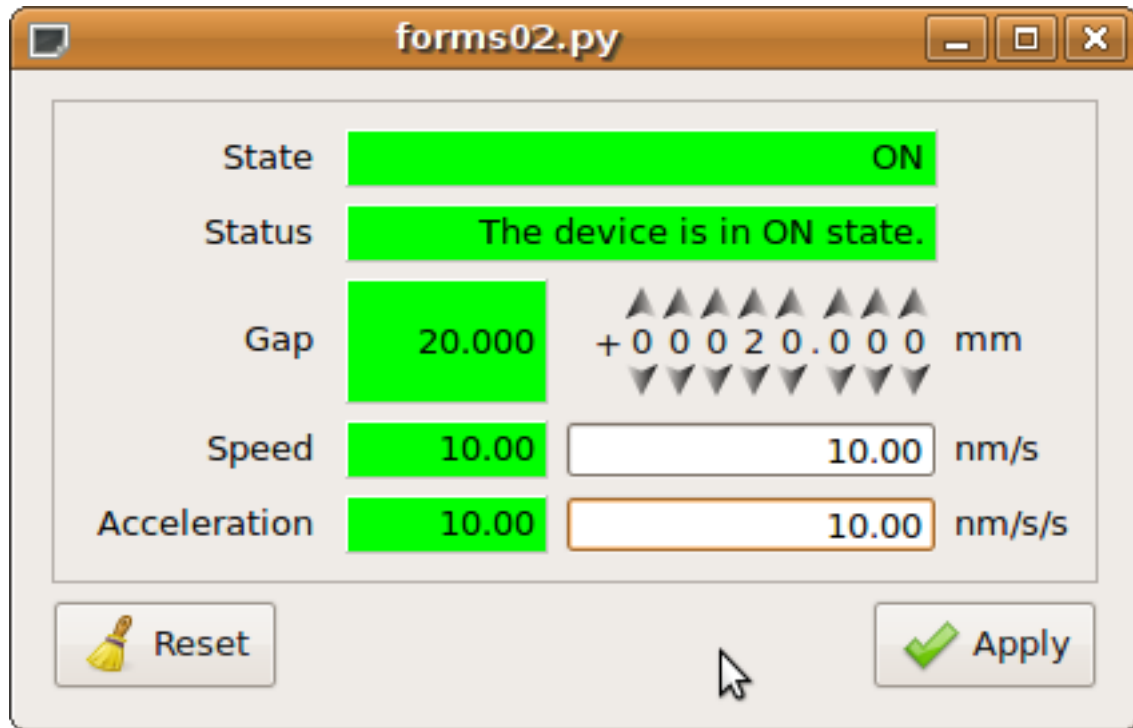 forms02.py
State ON
Status The device is in ON state.
Gap 20.000 +00020.000 mm
Speed 10.00 10.00 nm/s
Acceleration 10.00 10.00 nm/s/s
Reset Apply